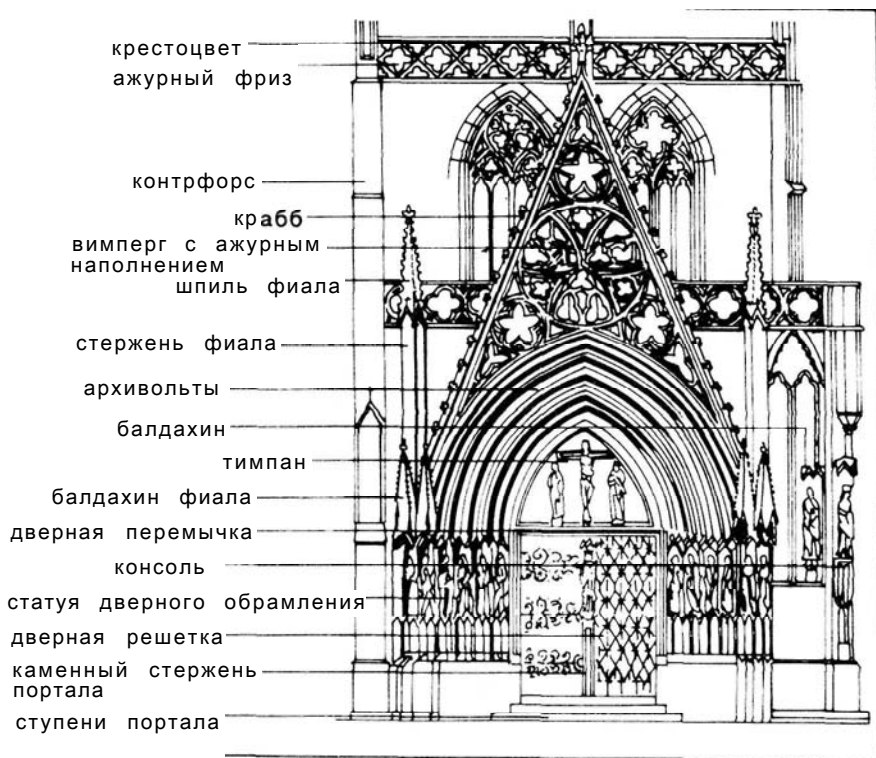 крестоцвет
ажурный фриз
контрфорс
крабб
вимперг с ажурным
наполнением
шпиль фиала
стержень фиала
архивольты
балдахин
тимпан
балдахин фиала
дверная перемычка
консоль
статуя дверного обрамления
дверная решетка
каменный стержень
портала
ступени портала